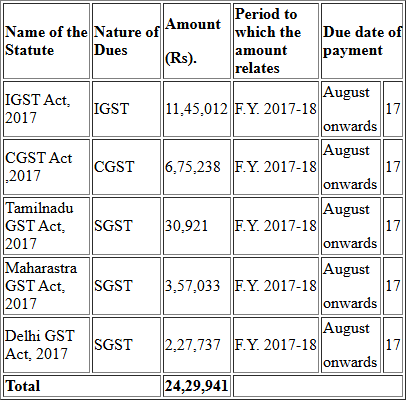 Name of the Statute | Nature of Dues | Amount (Rs). | Period to which the amount relates | Due date of payment
IGST Act, 2017 | IGST | 11,45,012 | F.Y. 2017-18 | August onwards | 17
CGST Act ,2017 | CGST | 6,75,238 | F.Y. 2017-18 | August onwards | 17
Tamilnadu GST Act, 2017 | SGST | 30,921 | F.Y. 2017-18 | August onwards | 17
Maharastra GST Act, 2017 | SGST | 3,57,033 | F.Y. 2017-18 | August onwards | 17
Delhi GST Act, 2017 | SGST | 2,27,737 | F.Y. 2017-18 | August onwards | 17
Total | 24,29,941